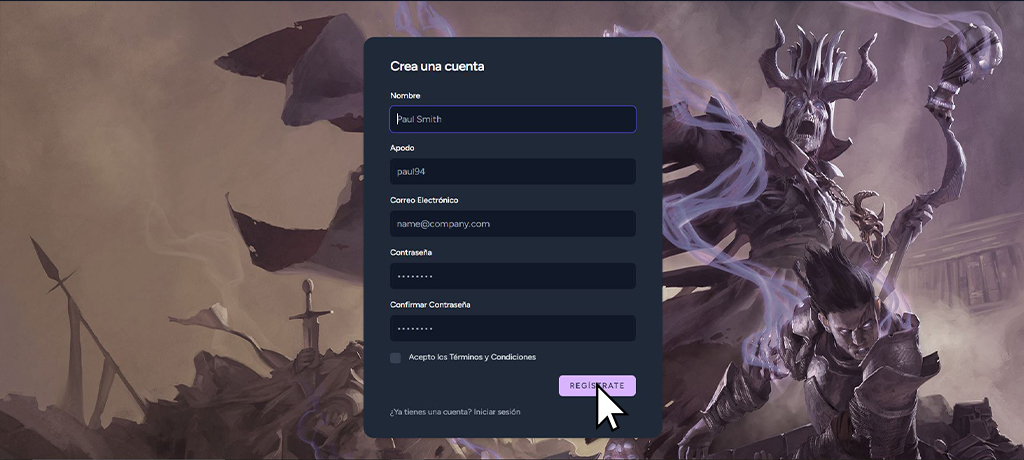 Crea una cuenta
Nombre
Paul Smith
Apodo
paul94
Correo Electrónico
name@company.com
Contraseña
••••••••
Confirmar Contraseña
••••••••
Acepto los Términos y Condiciones
REGÍSTRATE
¿Ya tienes una cuenta? Iniciar sesión